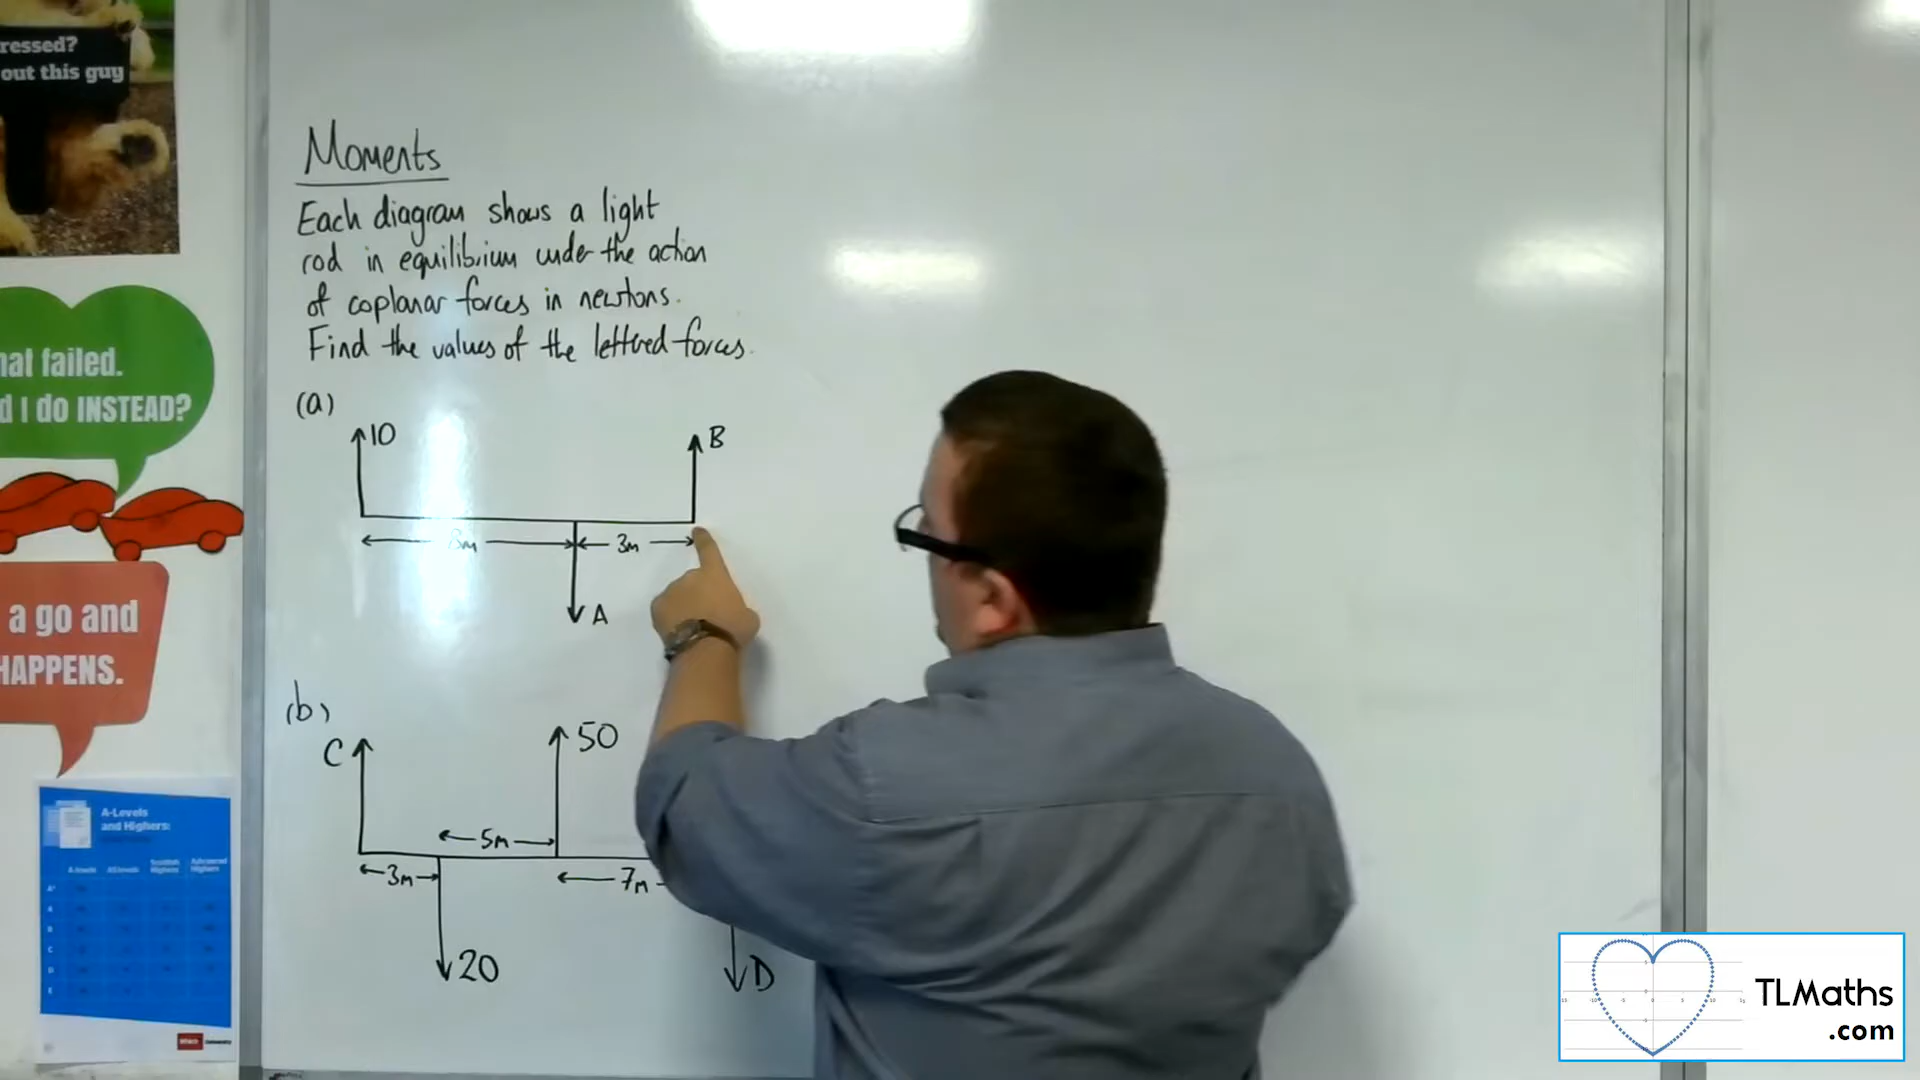 ressed?
out this guy
hat failed.
d I do INSTEAD?
a go and
HAPPENS.
A-Levels
and Highers:
Moments
Each diagram shows a light
rod in equilibrium under the action
of coplanar forces in newtons.
Find the values of the lettered forces.
(a)
10
B
8m
3m
A
(b)
C
50
5m
3m
7m
20
D
TLMaths
.com